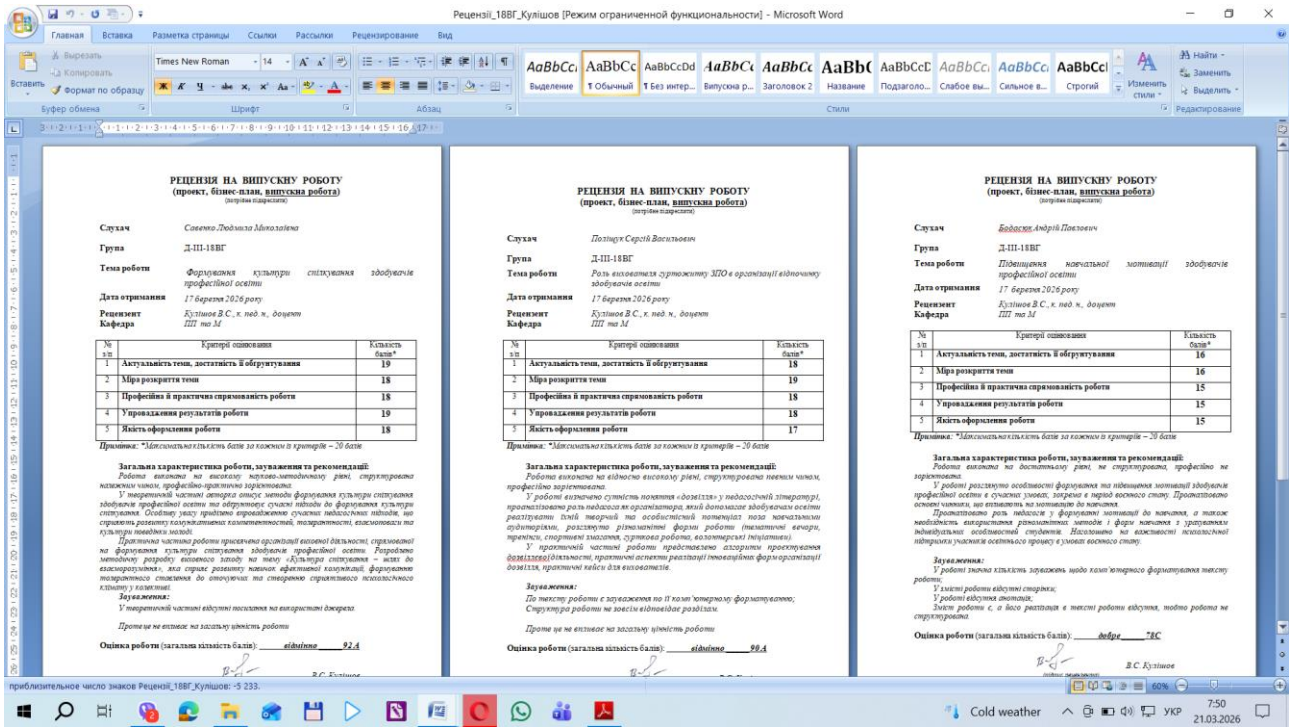 Рецензії_18ВГ_Кулішов [Режим ограниченной функциональности] - Microsoft Word
Главная Вставка Разметка страницы Ссылки Рассылки Рецензирование Вид
Вставить
Вырезать
Копировать
Формат по образцу
Буфер обмена
Times New Roman 14
Шрифт
Абзац
AaBbCcI AaBbCc AaBbCcDd AaBbCc AaBbCc AaBb( AaBbCcD AaBbCcI AaBbCcI AaBbCcI
Выделение ¶ Обычный ¶ Без интер... Випускна р... Заголовок 2 Название Подзаголо... Слабое вы... Сильное в... Строгий
Изменить стили
Стили
Найти
Заменить
Выделить
Редактирование
РЕЦЕНЗІЯ НА ВИПУСКНУ РОБОТУ
(проект, бізнес-план, випускна робота)
(потрібне підкреслити)
Слухач Савенко Людмила Миколаївна
Група Д-ІІІ-18ВГ
Тема роботи Формування культури спілкування здобувачів
професійної освіти
Дата отримання 17 березня 2026 року
Рецензент Кулішов В.С., к. пед. н., доцент
Кафедра ПП та М
№ з/п Критерії оцінювання Кількість балів*
1 Актуальність теми, достатність її обґрунтування 19
2 Міра розкриття теми 18
3 Професійна й практична спрямованість роботи 18
4 Упровадження результатів роботи 19
5 Якість оформлення роботи 18
Примітка: *Максимальна кількість балів за кожним із критеріїв – 20 балів
Загальна характеристика роботи, зауваження та рекомендації:
Робота виконана на високому науково-методичному рівні, структурована
належним чином, професійно-практично зорієнтована.
У теоретичній частині авторка описує методи формування культури спілкування
здобувачів професійної освіти та обґрунтовує сучасні підходи до формування культури
спілкування. Особливу увагу приділено впровадженню сучасних педагогічних підходів, що
сприяють розвитку комунікативних компетентностей, толерантності, взаємоповаги та
культури поведінки молоді.
Практична частина роботи присвячена організації виховної діяльності, спрямованої
на формування культури спілкування здобувачів професійної освіти. Розроблено
методичну розробку виховного заходу на тему «Культура спілкування – шлях до
взаєморозуміння», яка сприяє розвитку навичок ефективної комунікації, формуванню
толерантного ставлення до оточуючих та створенню сприятливого психологічного
клімату у колективі.
Зауваження:
У теоретичній частині відсутні посилання на використані джерела
Проте це не впливає на загальну цінність роботи
Оцінка роботи (загальна кількість балів): відмінно 92А
В.С. Кулішов
РЕЦЕНЗІЯ НА ВИПУСКНУ РОБОТУ
(проект, бізнес-план, випускна робота)
(потрібне підкреслити)
Слухач Поліщук Сергій Васильович
Група Д-ІІІ-18ВГ
Тема роботи Роль вихователя гуртожитку ЗПО в організації відпочинку
здобувачів освіти
Дата отримання 17 березня 2026 року
Рецензент Кулішов В.С., к. пед. н., доцент
Кафедра ПП та М
№ з/п Критерії оцінювання Кількість балів*
1 Актуальність теми, достатність її обґрунтування 18
2 Міра розкриття теми 19
3 Професійна й практична спрямованість роботи 18
4 Упровадження результатів роботи 18
5 Якість оформлення роботи 17
Примітка: *Максимальна кількість балів за кожним із критеріїв – 20 балів
Загальна характеристика роботи, зауваження та рекомендації:
Робота виконана на відносно високому рівні, структурована певним чином,
професійно зорієнтована.
У роботі визначено сутність поняття «дозвілля» у педагогічній літературі,
проаналізовано роль педагога як організатора, який допомагає здобувачам освіти
реалізувати їхній творчий та особистісний потенціал поза навчальними
аудиторіями, розглянуто різноманітні форми роботи (тематичні вечори,
тренінги, спортивні змагання, гурткова робота, волонтерські ініціативи).
У практичній частині роботи представлено алгоритм проектування
дозвіллєвої діяльності, практичні аспекти реалізації інноваційних форм організації
дозвілля, практичні кейси для вихователів.
Зауваження:
По тексту роботи є зауваження по її комп'ютерному форматуванню;
Структура роботи не зовсім відповідає розділам.
Проте це не впливає на загальну цінність роботи
Оцінка роботи (загальна кількість балів): відмінно 90А
В.С. Кулішов
РЕЦЕНЗІЯ НА ВИПУСКНУ РОБОТУ
(проект, бізнес-план, випускна робота)
(потрібне підкреслити)
Слухач Бодасюк Андрій Павлович
Група Д-ІІІ-18ВГ
Тема роботи Підвищення навчальної мотивації здобувачів
професійної освіти
Дата отримання 17 березня 2026 року
Рецензент Кулішов В.С., к. пед. н., доцент
Кафедра ПП та М
№ з/п Критерії оцінювання Кількість балів*
1 Актуальність теми, достатність її обґрунтування 16
2 Міра розкриття теми 16
3 Професійна й практична спрямованість роботи 15
4 Упровадження результатів роботи 15
5 Якість оформлення роботи 15
Примітка: *Максимальна кількість балів за кожним із критеріїв – 20 балів
Загальна характеристика роботи, зауваження та рекомендації:
Робота виконана на достатньому рівні, не структурована, професійно не
зорієнтована.
У роботі розглянуто особливості формування та підвищення мотивації здобувачів
професійної освіти в сучасних умовах, зокрема в період воєнного стану. Проаналізовано
основні чинники, що впливають на мотивацію до навчання.
Проаналізовано роль педагогів у формуванні мотивації до навчання, а також
необхідність використання різноманітних методів і форм навчання з урахуванням
індивідуальних особливостей студентів. Наголошено на важливості психологічної
підтримки учасників освітнього процесу в умовах воєнного стану.
Зауваження:
У роботі значна кількість зауважень щодо комп'ютерного форматування тексту
роботи;
У змісті роботи відсутні сторінки;
У роботі відсутня анотація;
Зміст роботи є, а його реалізація в тексті роботи відсутня, тобто робота не
структурована.
Оцінка роботи (загальна кількість балів): добре 78С
В.С. Кулішов
приблизительное число знаков Рецензії_18ВГ_Кулішов: -5 233.
60%
Cold weather
УКР
7:50
21.03.2026